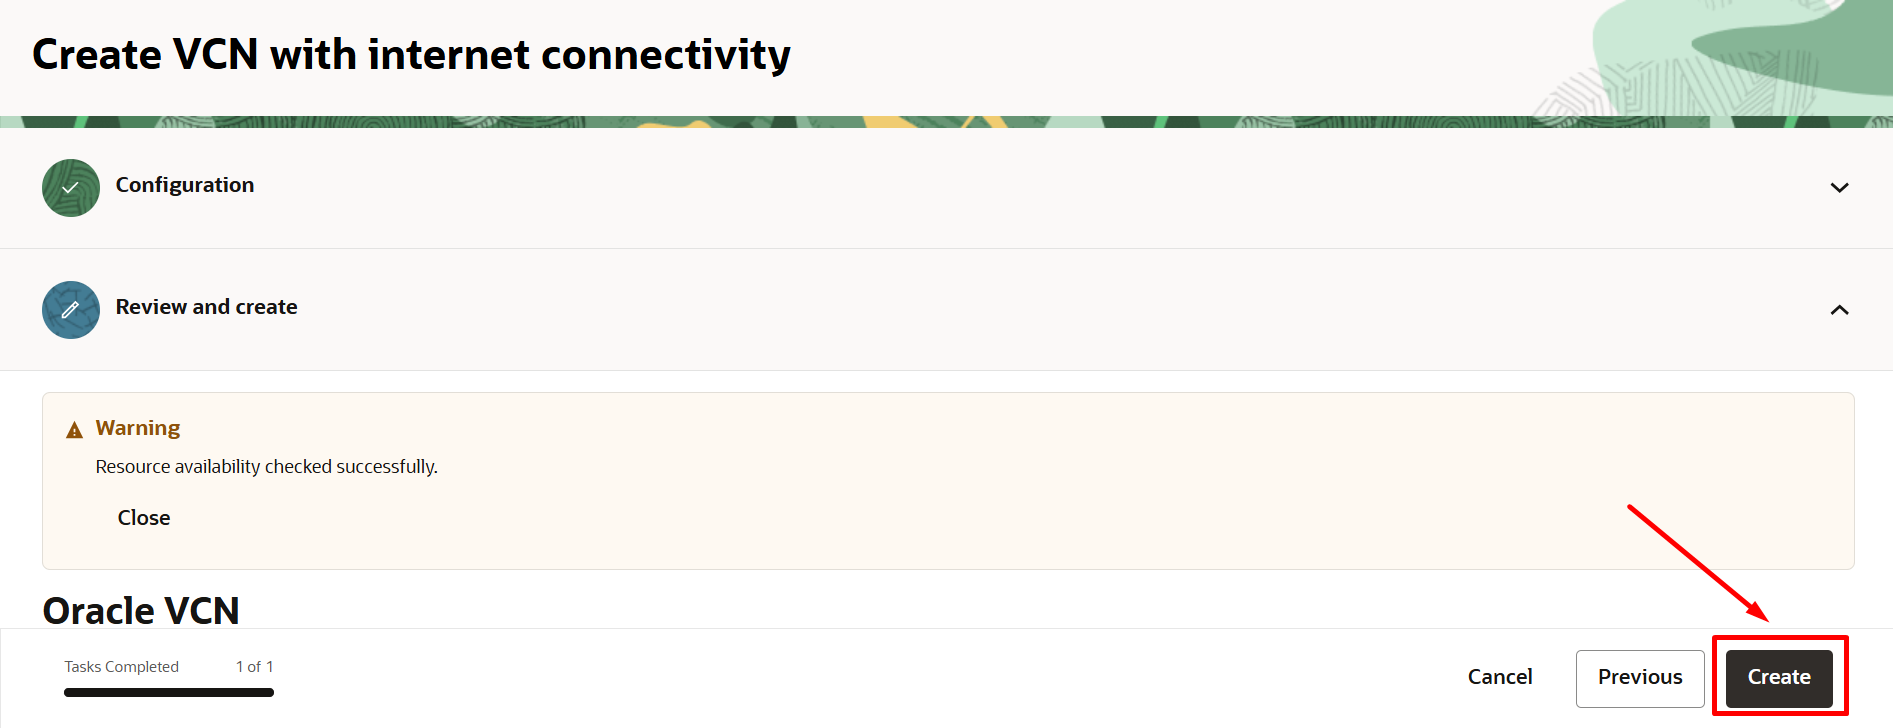 Create VCN with internet connectivity
Configuration
Review and create
Warning
Resource availability checked successfully.
Close
Oracle VCN
Tasks Completed 1 of 1
Cancel Previous Create